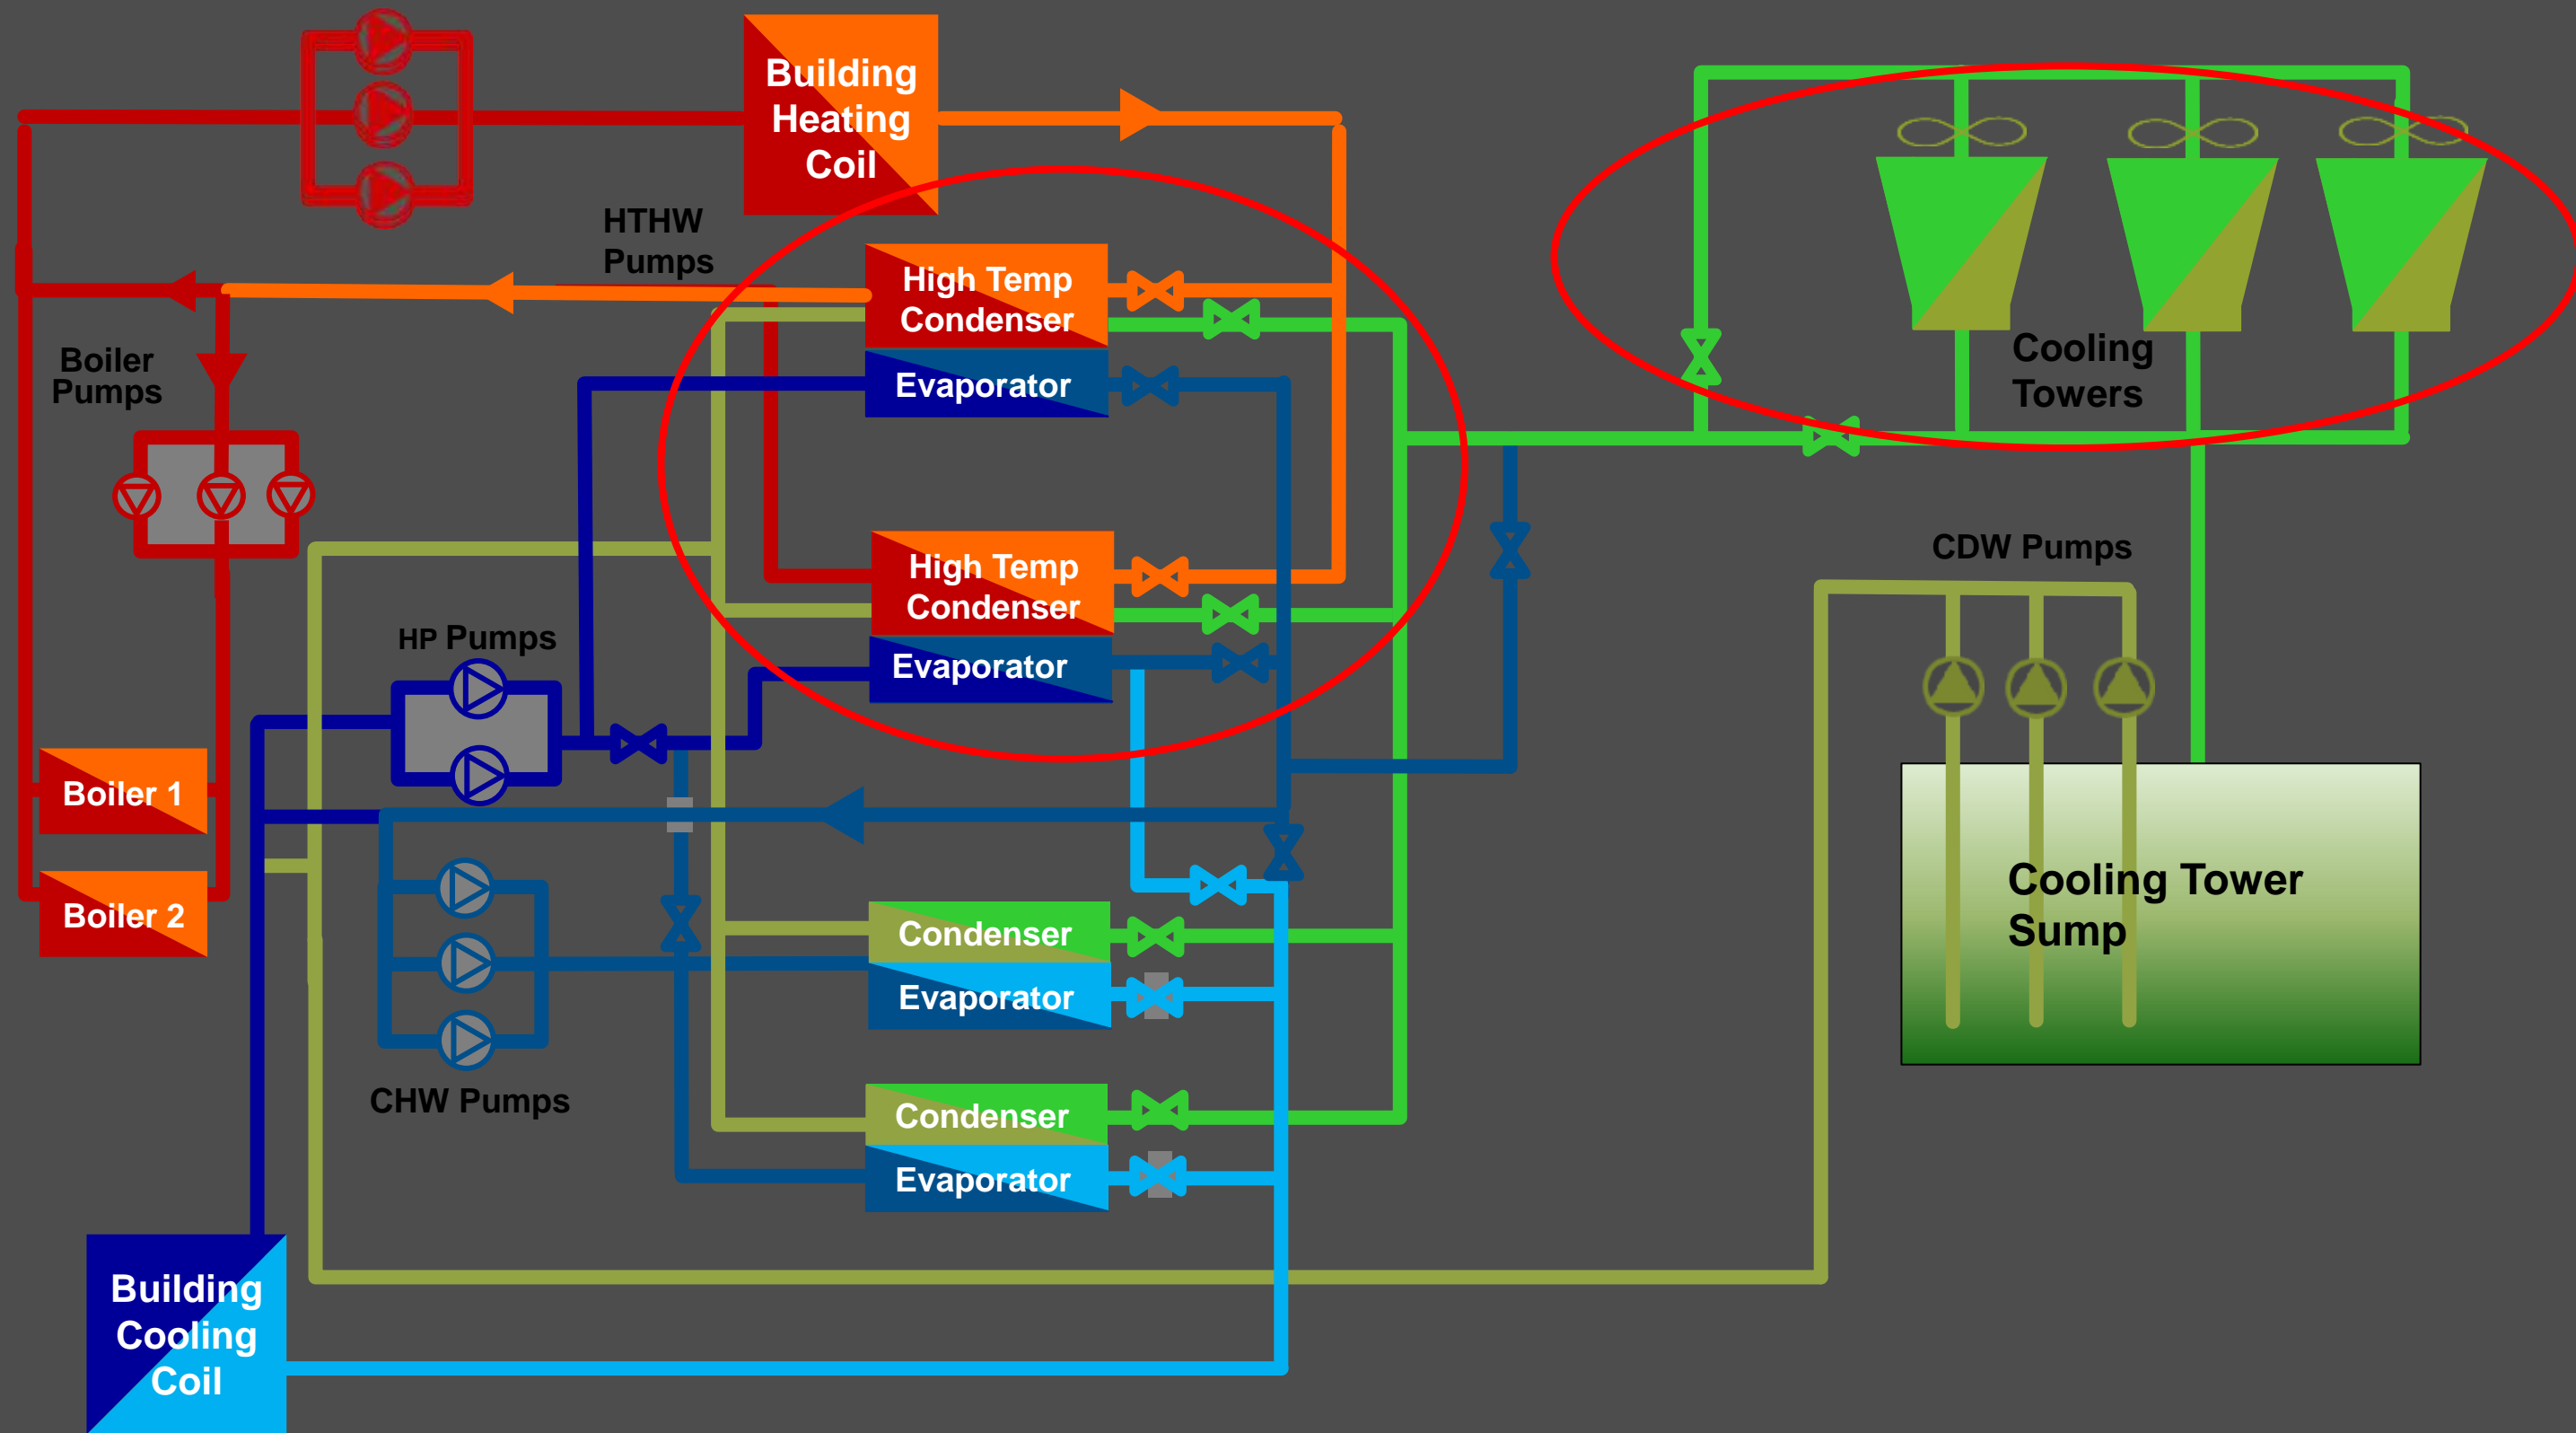 Building
Heating
Coil
HTHW
Pumps
High Temp
Condenser
Evaporator
Boiler
Pumps
Cooling
Towers
High Temp
Condenser
Evaporator
CDW Pumps
HP Pumps
Boiler 1
Boiler 2
Cooling Tower
Sump
Condenser
Evaporator
CHW Pumps
Condenser
Evaporator
Building
Cooling
Coil